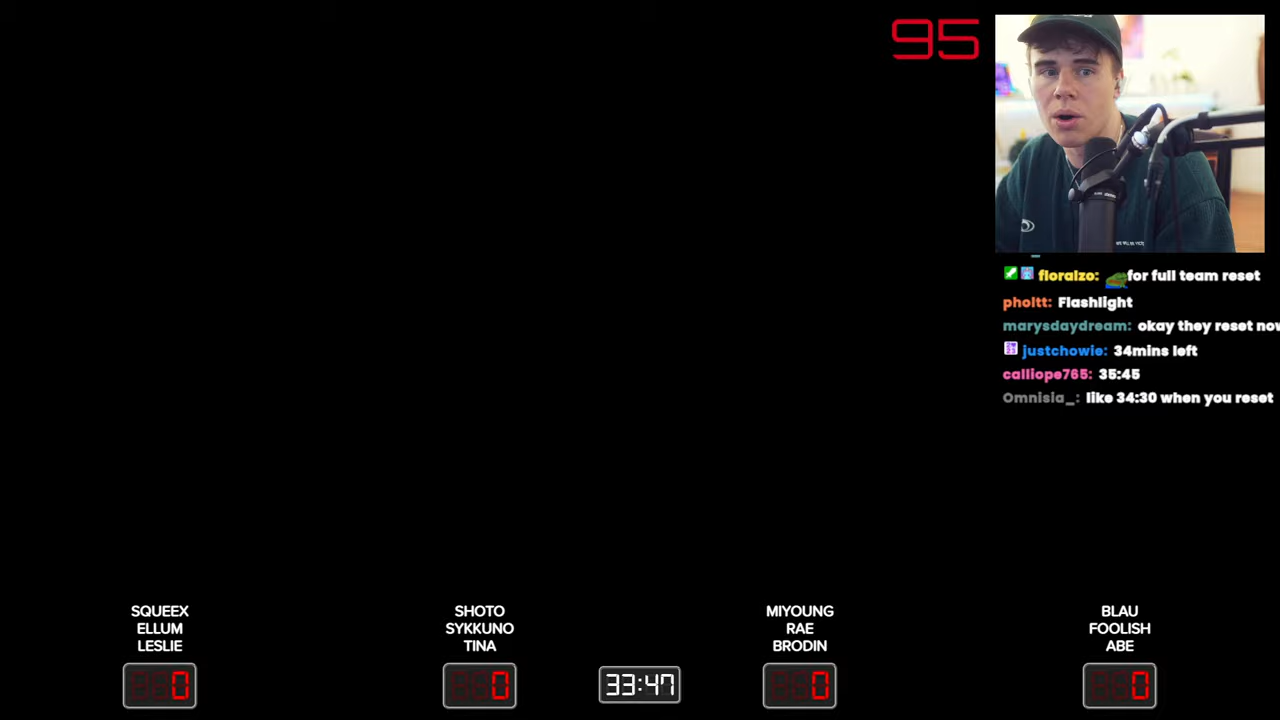 95
floralzo: for full team reset
pholtt: Flashlight
marysdaydream: okay they reset now
justchowie: 34mins left
calliope765: 35:45
Omnisia_: like 34:30 when you reset
SQUEEX
ELLUM
LESLIE
0
SHOTO
SYKKUNO
TINA
0
33:47
MIYOUNG
RAE
BRODIN
0
BLAU
FOOLISH
ABE
0